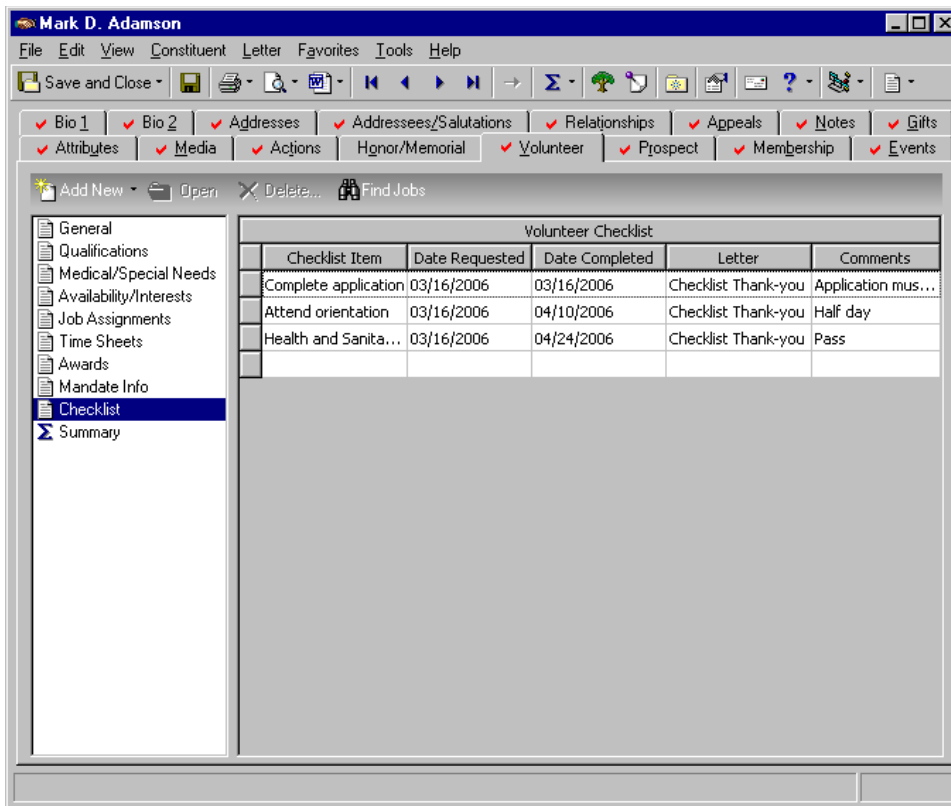 Mark D. Adamson
File Edit View Constituent Letter Favorites Tools Help
Save and Close
Bio 1 Bio 2 Addresses Addressees/Salutations Relationships Appeals Notes Gifts
Attributes Media Actions Honor/Memorial Volunteer Prospect Membership Events
Add New Open Delete... Find Jobs
General
Qualifications
Medical/Special Needs
Availability/Interests
Job Assignments
Time Sheets
Awards
Mandate Info
Checklist
Σ Summary
Volunteer Checklist
Checklist Item Date Requested Date Completed Letter Comments
Complete application 03/16/2006 03/16/2006 Checklist Thank-you Application mus...
Attend orientation 03/16/2006 04/10/2006 Checklist Thank-you Half day
Health and Sanita... 03/16/2006 04/24/2006 Checklist Thank-you Pass